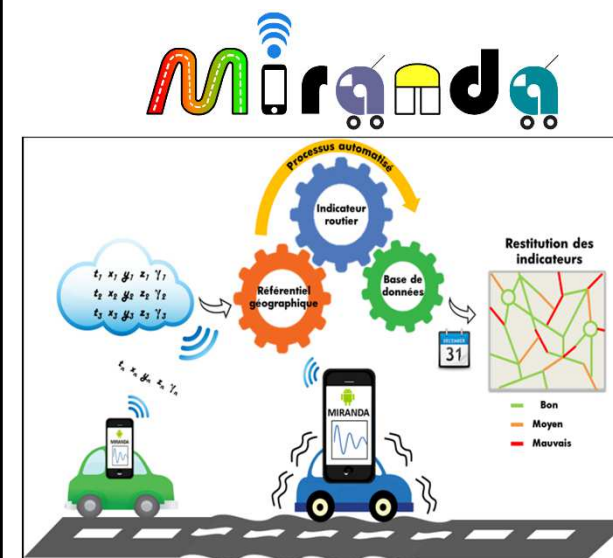 Miranda
Processus automatisé
Indicateur
routier
Référentiel
géographique
Base de
données
Restitution des
indicateurs
t₁ x₁ y₁ z₁ γ₁
t₂ x₂ y₂ z₂ γ₂
t₃ x₃ y₃ z₃ γ₃
DECEMBER
31
tₙ xₙ yₙ zₙ γₙ
MIRANDA
MIRANDA
Bon
Moyen
Mauvais